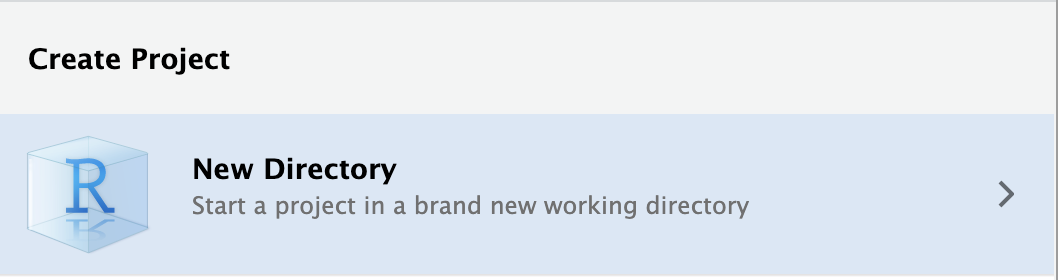 Create Project
New Directory
R
Start a project in a brand new working directory